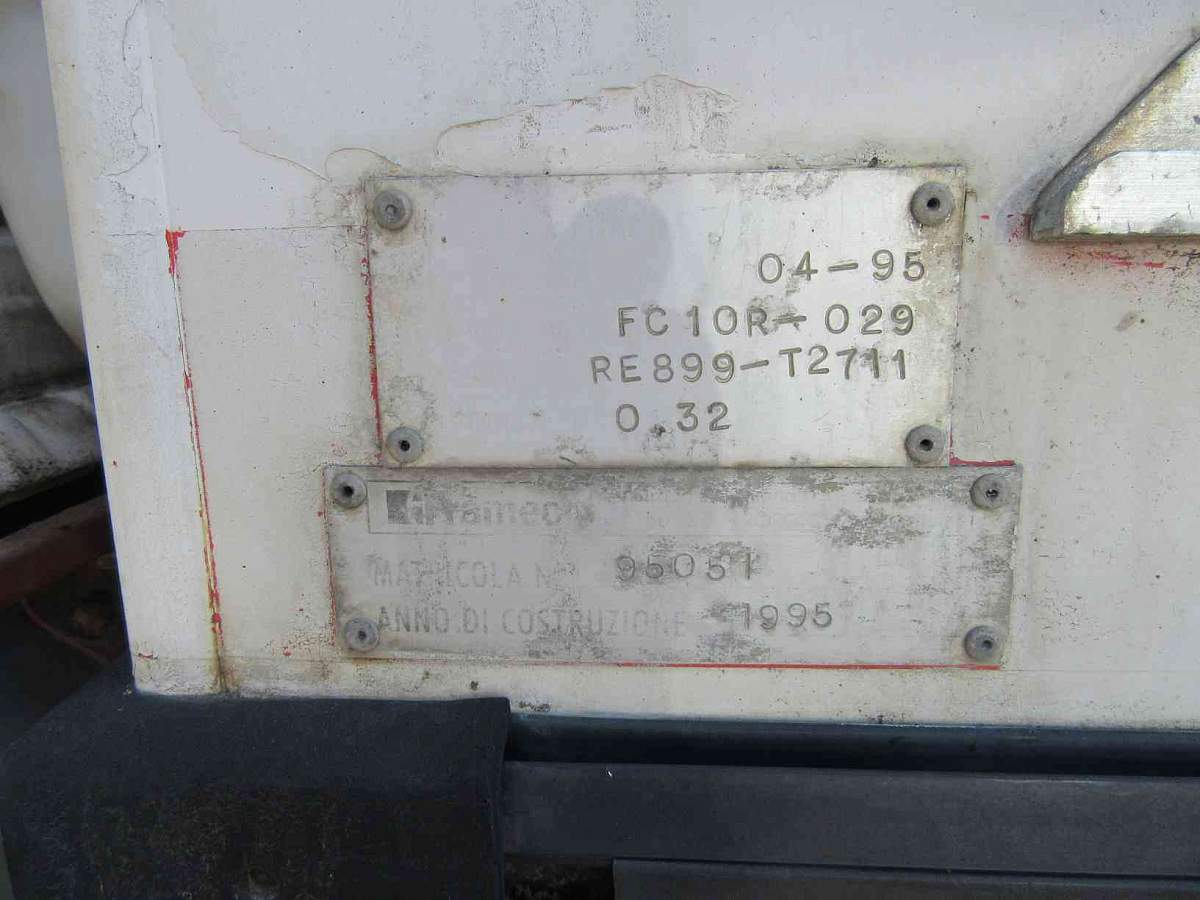 04-95
FC10R-029
RE899-T2711
0.32
MATRICOLA N.
95051
ANNO DI COSTRUZIONE 1995